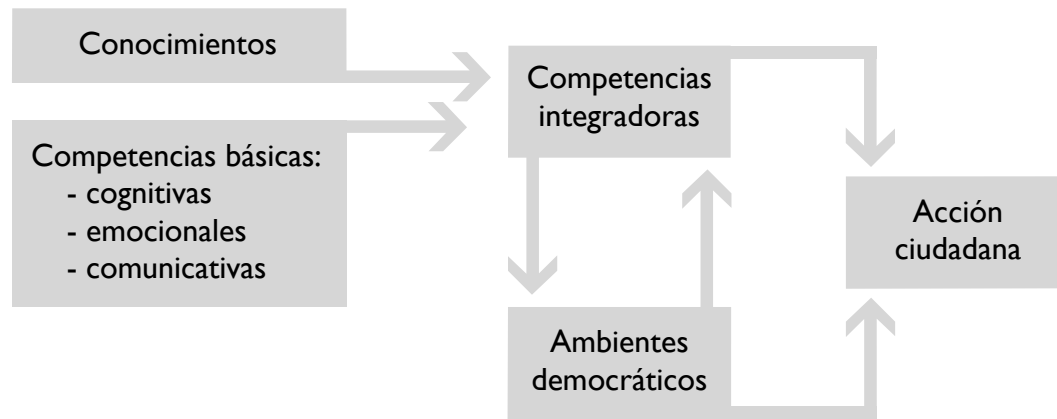 Conocimientos
Competencias básicas:
- cognitivas
- emocionales
- comunicativas
Competencias
integradoras
Ambientes
democráticos
Acción
ciudadana